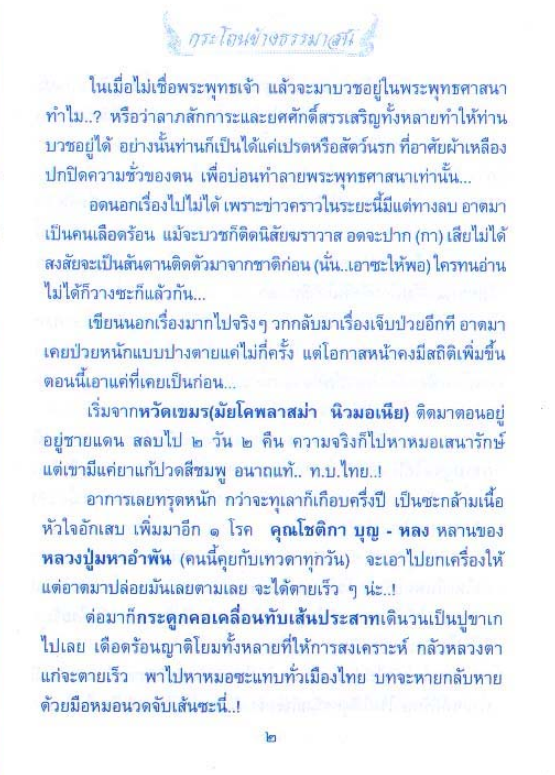 กระโถนข้างธรรมาสน์
ในเมื่อไม่เชื่อพระพุทธเจ้า แล้วจะมาบวชอยู่ในพระพุทธศาสนา
ทำไม..? หรือว่าลาภสักการะและยศศักดิ์สรรเสริญทั้งหลายทำให้ท่าน
บวชอยู่ได้ อย่างนั้นท่านก็เป็นได้แค่เปรตหรือสัตว์นรก ที่อาศัยผ้าเหลือง
ปกปิดความชั่วของตน เพื่อบ่อนทำลายพระพุทธศาสนาเท่านั้น...
อดนอกเรื่องไปไม่ได้ เพราะข่าวคราวในระยะนี้มีแต่ทางลบ อาตมา
เป็นคนเลือดร้อน แม้จะบวชก็ติดนิสัยฆราวาส อดจะปาก (กา) เสียไม่ได้
สงสัยจะเป็นสันดานติดตัวมาจากชาติก่อน (นั่น..เอาซะให้พอ) ใครทนอ่าน
ไม่ได้ก็วางซะก็แล้วกัน...
เขียนนอกเรื่องมากไปจริงๆ วกกลับมาเรื่องเจ็บป่วยอีกที อาตมา
เคยป่วยหนักแบบปางตายแค่ไม่กี่ครั้ง แต่โอกาสหน้าคงมีสถิติเพิ่มขึ้น
ตอนนี้เอาแค่ที่เคยเป็นก่อน...
เริ่มจากหวัดเขมร(มัยโคพลาสม่า นิวมอเนีย) ติดมาตอนอยู่
อยู่ชายแดน สลบไป ๒ วัน ๒ คืน ความจริงก็ไปหาหมอเสนารักษ์
แต่เขามีแค่ยาแก้ปวดสีชมพู อนาถแท้.. ท.บ.ไทย..!
อาการเลยทรุดหนัก กว่าจะทุเลาก็เกือบครึ่งปี เป็นซะกล้ามเนื้อ
หัวใจอักเสบ เพิ่มมาอีก ๑ โรค คุณโชติกา บุญ - หลง หลานของ
หลวงปู่มหาอำพัน (คนนี้คุยกับเทวดาทุกวัน) จะเอาไปยกเครื่องให้
แต่อาตมาปล่อยมันเลยตามเลย จะได้ตายเร็ว ๆ น่ะ..!
ต่อมาก็กระดูกคอเคลื่อนทับเส้นประสาทเดินวนเป็นปูขาเก
ไปเลย เดือดร้อนญาติโยมทั้งหลายที่ให้การสงเคราะห์ กลัวหลวงตา
แก่จะตายเร็ว พาไปหาหมอซะแทบทั่วเมืองไทย บทจะหายกลับหาย
ด้วยมือหมอนวดจับเส้นซะนี่..!
๒